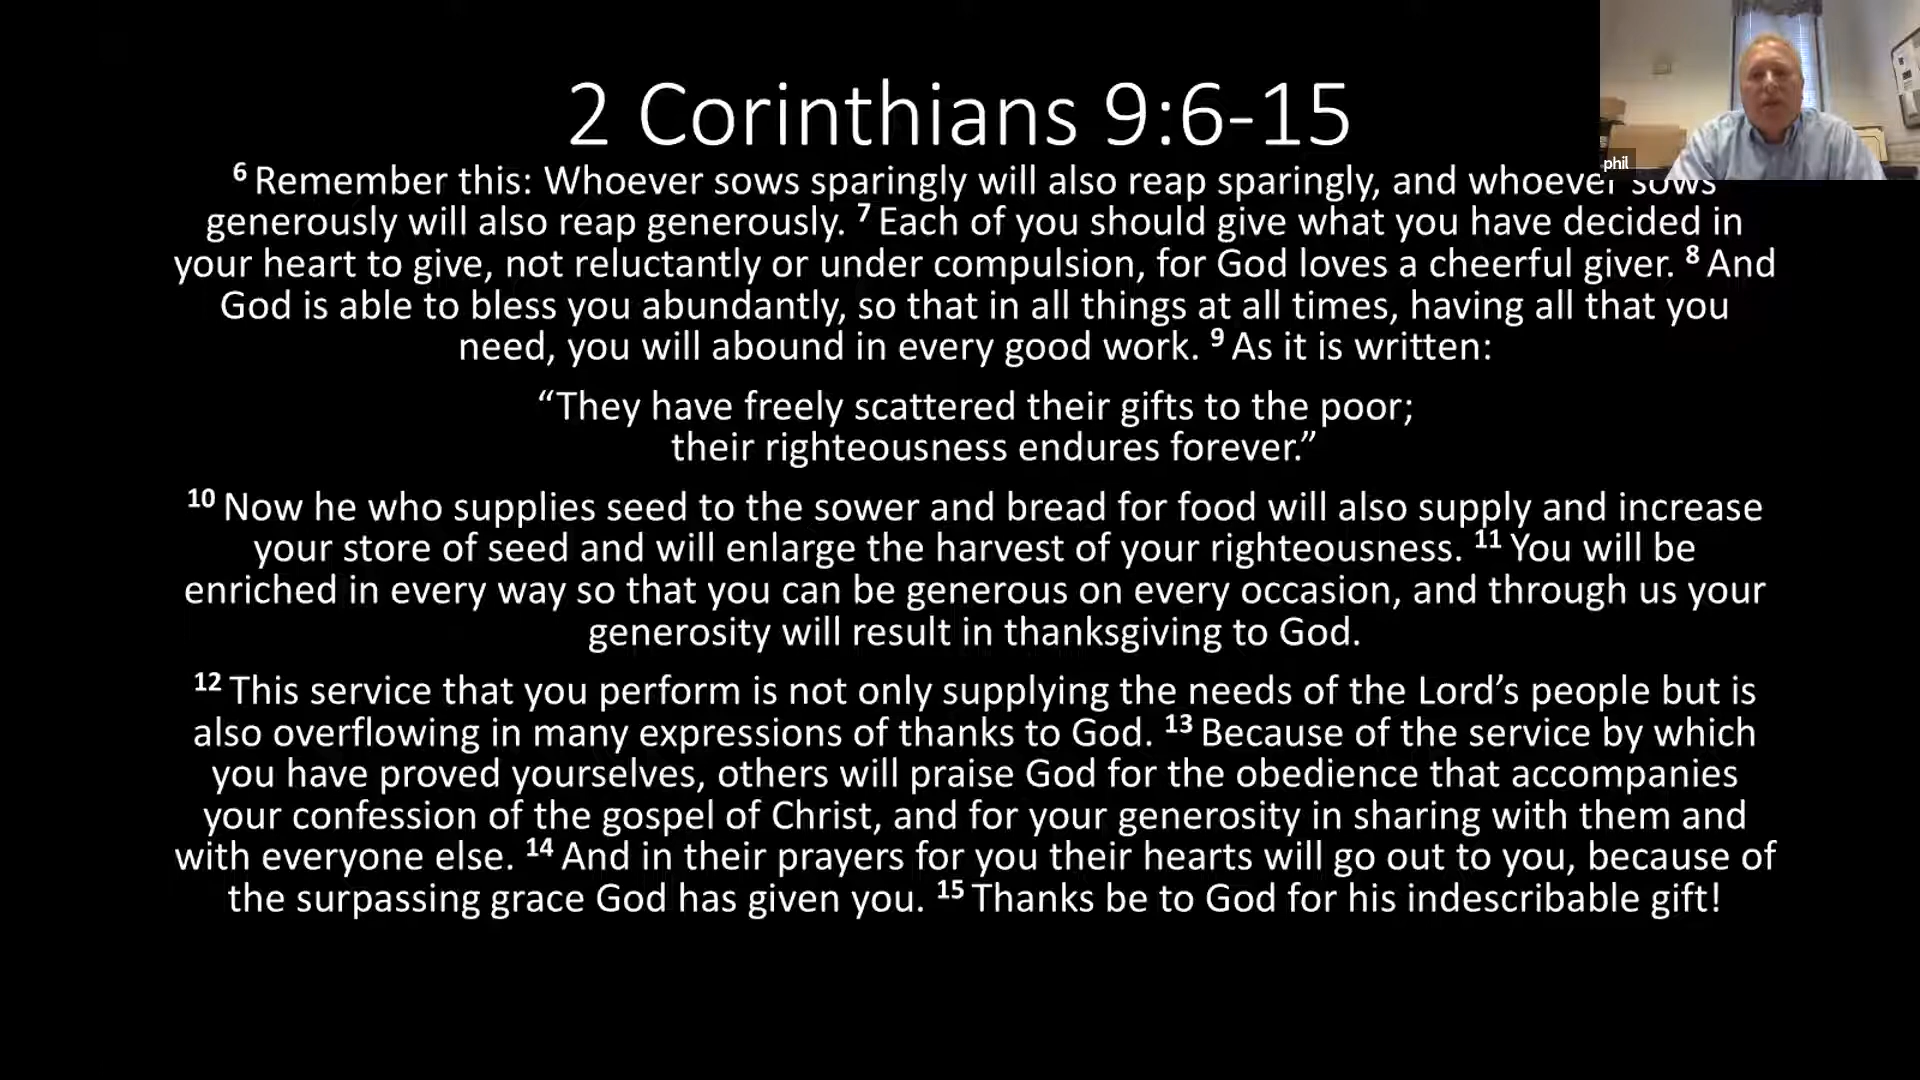 2 Corinthians 9:6-15
phil
6 Remember this: Whoever sows sparingly will also reap sparingly, and whoever sows
generously will also reap generously. 7 Each of you should give what you have decided in
your heart to give, not reluctantly or under compulsion, for God loves a cheerful giver. 8 And
God is able to bless you abundantly, so that in all things at all times, having all that you
need, you will abound in every good work. 9 As it is written:
“They have freely scattered their gifts to the poor;
their righteousness endures forever.”
10 Now he who supplies seed to the sower and bread for food will also supply and increase
your store of seed and will enlarge the harvest of your righteousness. 11 You will be
enriched in every way so that you can be generous on every occasion, and through us your
generosity will result in thanksgiving to God.
12 This service that you perform is not only supplying the needs of the Lord’s people but is
also overflowing in many expressions of thanks to God. 13 Because of the service by which
you have proved yourselves, others will praise God for the obedience that accompanies
your confession of the gospel of Christ, and for your generosity in sharing with them and
with everyone else. 14 And in their prayers for you their hearts will go out to you, because of
the surpassing grace God has given you. 15 Thanks be to God for his indescribable gift!